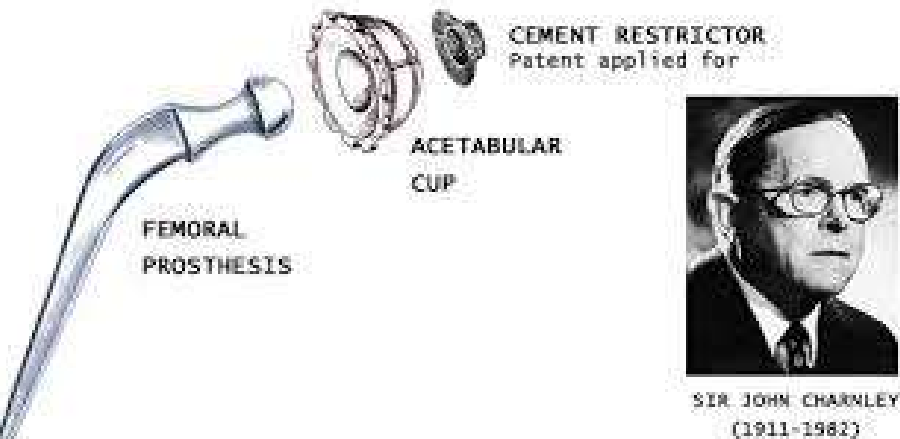 CEMENT RESTRICTOR
Patent applied for
ACETABULAR
CUP
FEMORAL
PROSTHESIS
SIR JOHN CHARNLEY
(1911-1982)